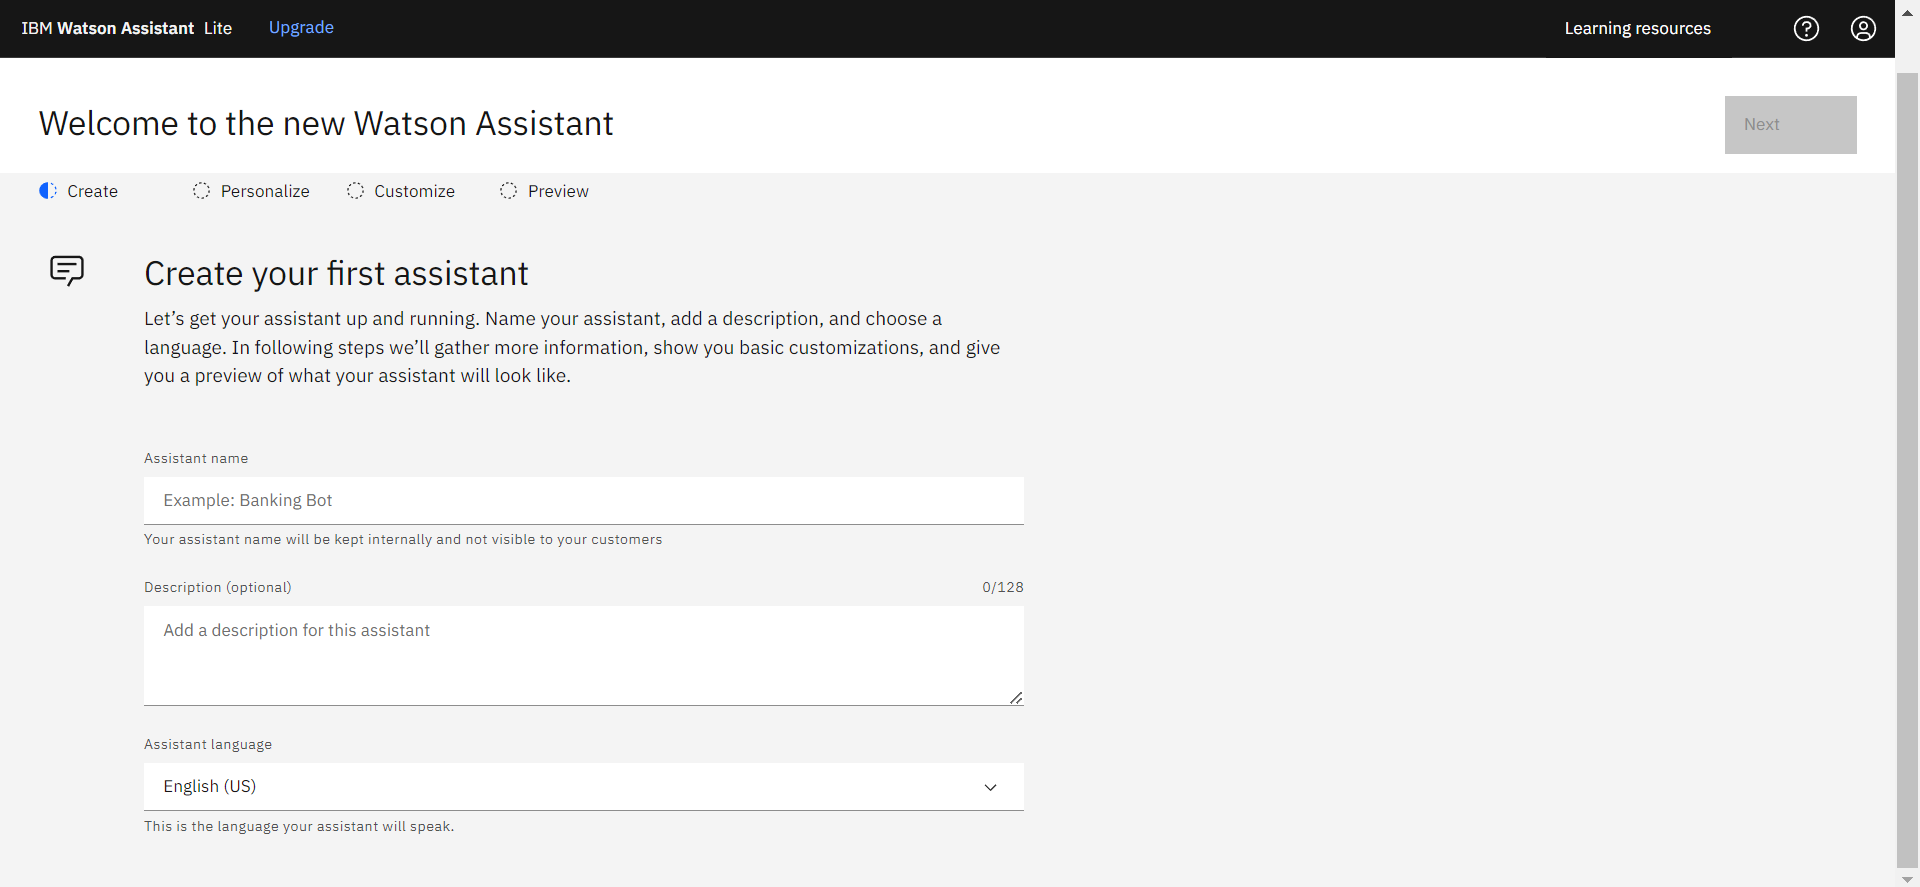 IBM Watson Assistant Lite Upgrade Learning resources
Welcome to the new Watson Assistant
Next
Create Personalize Customize Preview
Create your first assistant
Let’s get your assistant up and running. Name your assistant, add a description, and choose a
language. In following steps we’ll gather more information, show you basic customizations, and give
you a preview of what your assistant will look like.
Assistant name
Example: Banking Bot
Your assistant name will be kept internally and not visible to your customers
Description (optional) 0/128
Add a description for this assistant
Assistant language
English (US)
This is the language your assistant will speak.